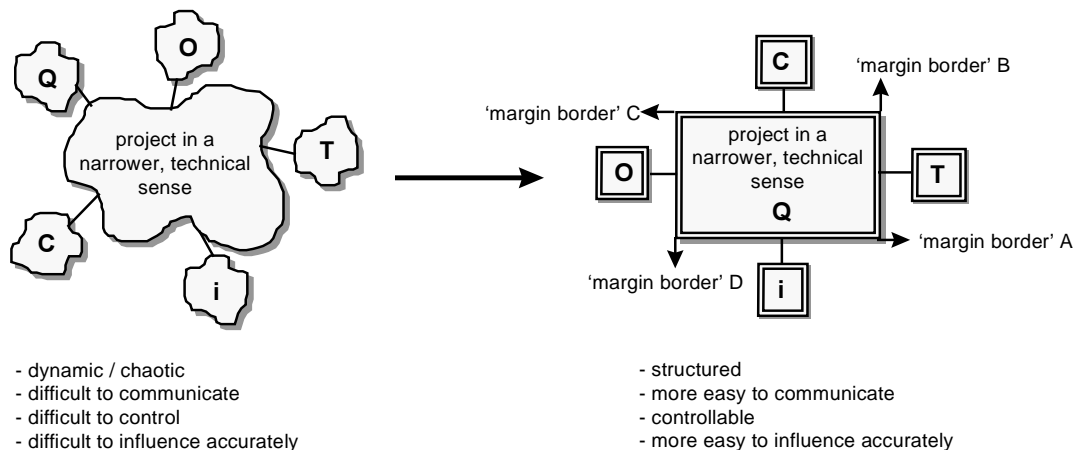 O
Q
project in a
narrower, technical
sense
T
C
i
- dynamic / chaotic
- difficult to communicate
- difficult to control
- difficult to influence accurately
C
‘margin border’ B
‘margin border’ C
project in a
narrower, technical
sense
Q
O
T
‘margin border’ A
‘margin border’ D
i
- structured
- more easy to communicate
- controllable
- more easy to influence accurately